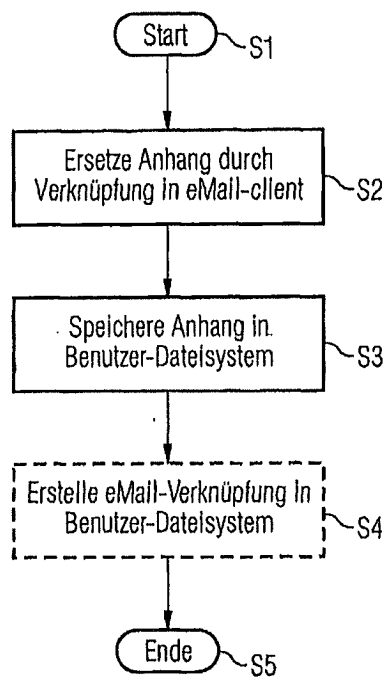 Start
S1
Ersetze Anhang durch
Verknüpfung in eMail-client
S2
Speichere Anhang in
Benutzer-Dateisystem
S3
Erstelle eMail-Verknüpfung in
Benutzer-Dateisystem
S4
Ende
S5